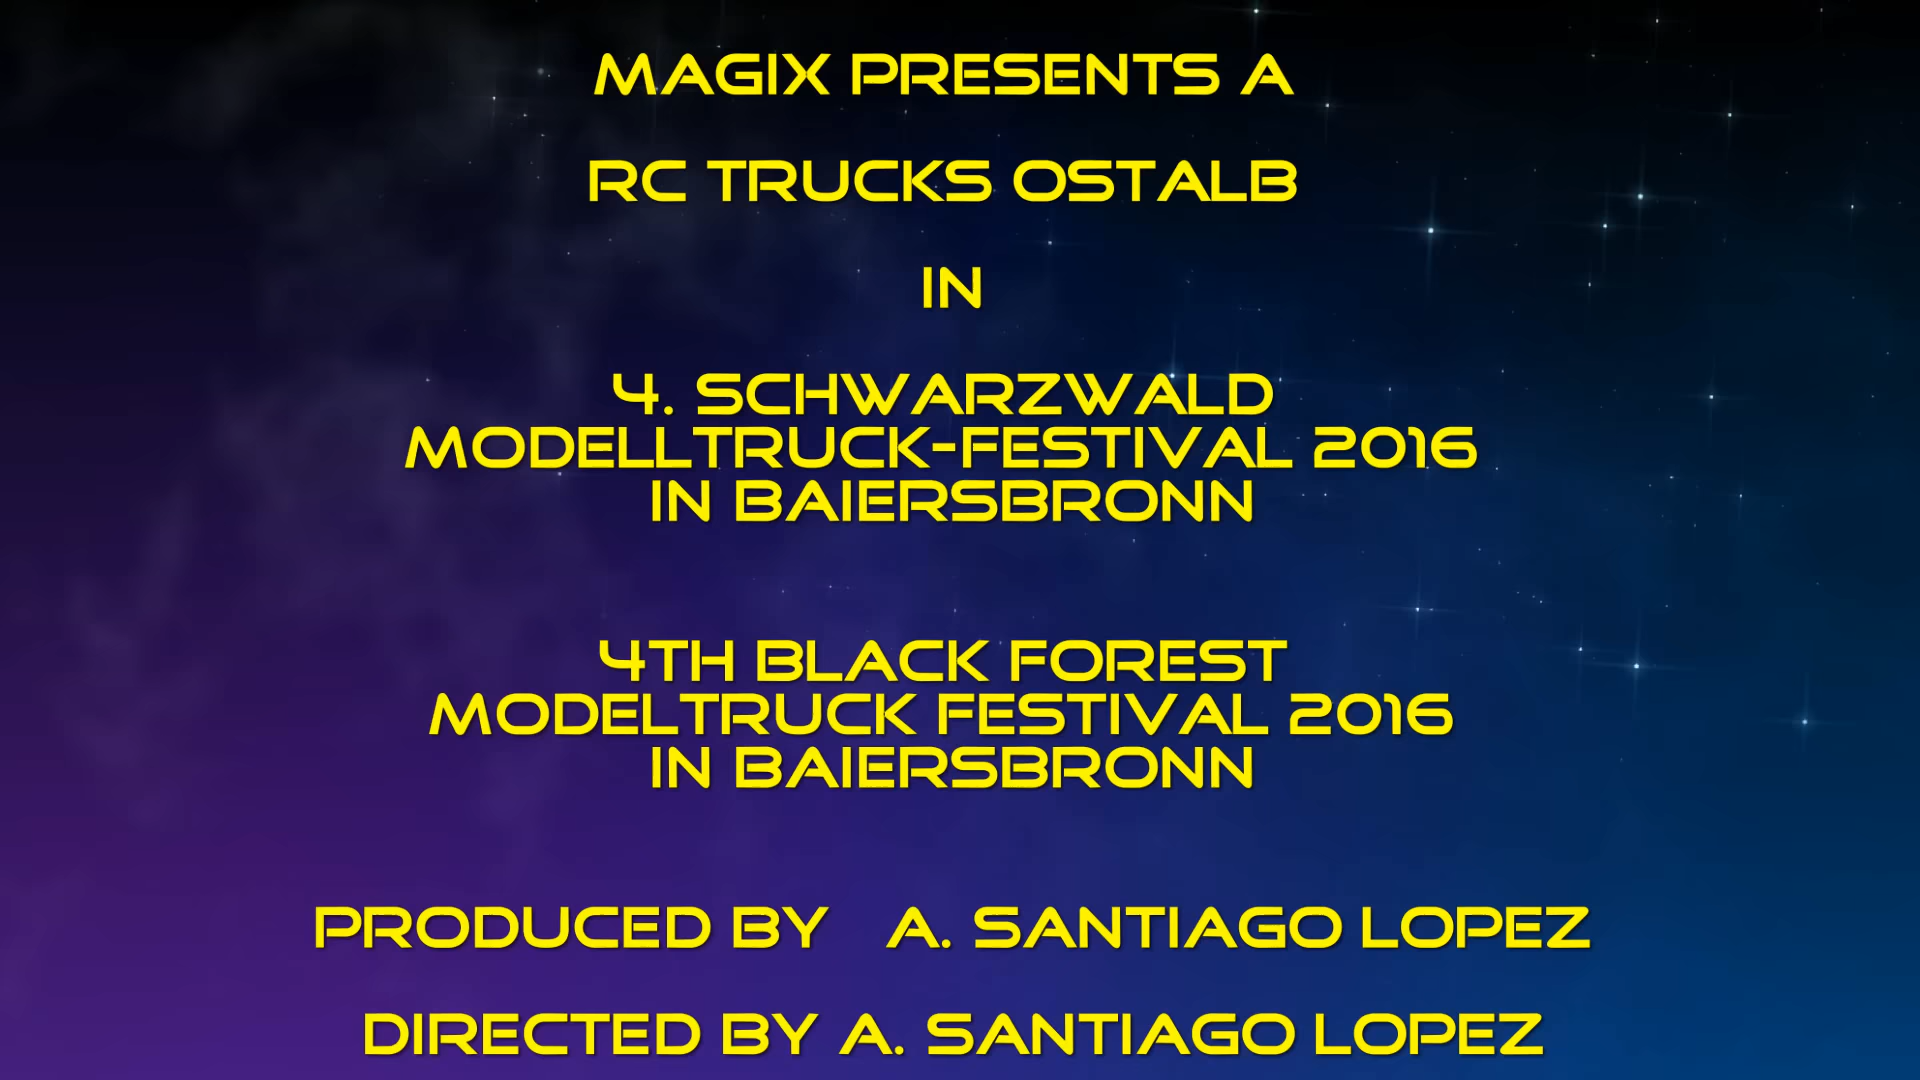 MAGIX PRESENTS A
RC TRUCKS OSTALB
IN
4. SCHWARZWALD
MODELLTRUCK-FESTIVAL 2016
IN BAIERSBRONN
4TH BLACK FOREST
MODELTRUCK FESTIVAL 2016
IN BAIERSBRONN
PRODUCED BY   A. SANTIAGO LOPEZ
DIRECTED BY A. SANTIAGO LOPEZ